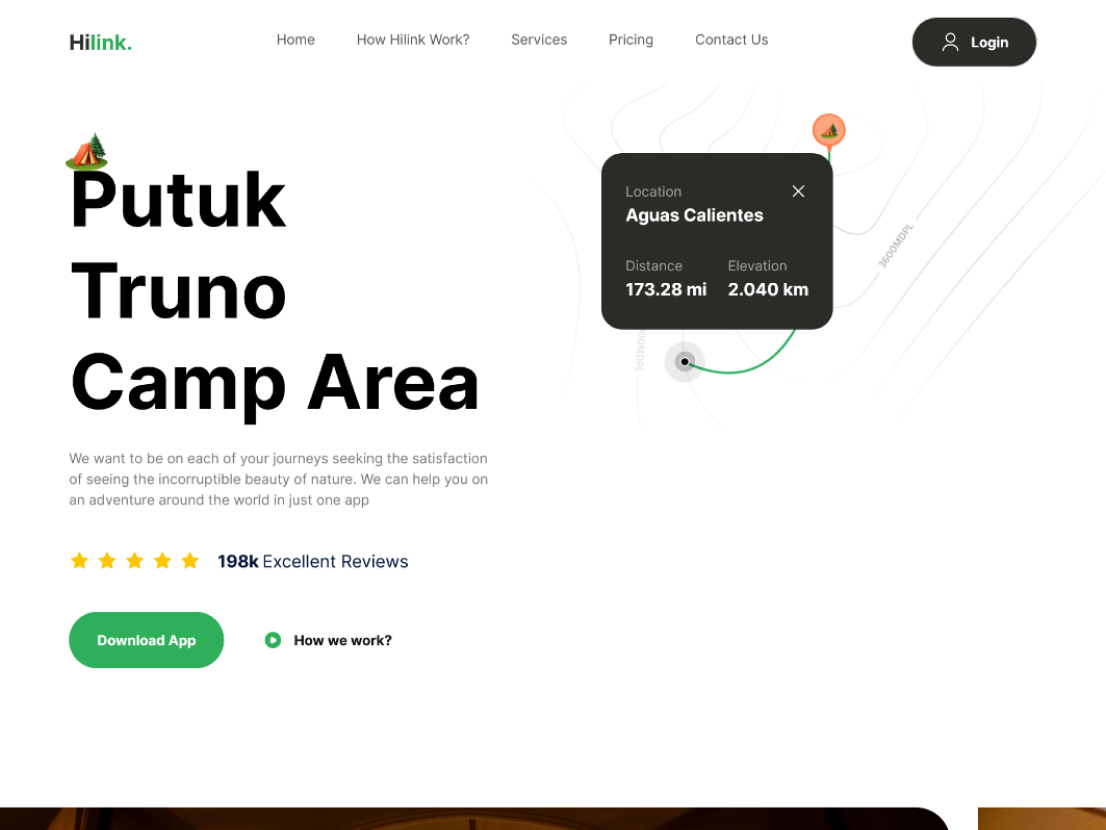 Hilink.
Home
How Hilink Work?
Services
Pricing
Contact Us
Login
Putuk
Truno
Camp Area
We want to be on each of your journeys seeking the satisfaction
of seeing the incorruptible beauty of nature. We can help you on
an adventure around the world in just one app
198k Excellent Reviews
Download App
How we work?
Location
Aguas Calientes
Distance
Elevation
173.28 mi
2.040 km
3600MDPL